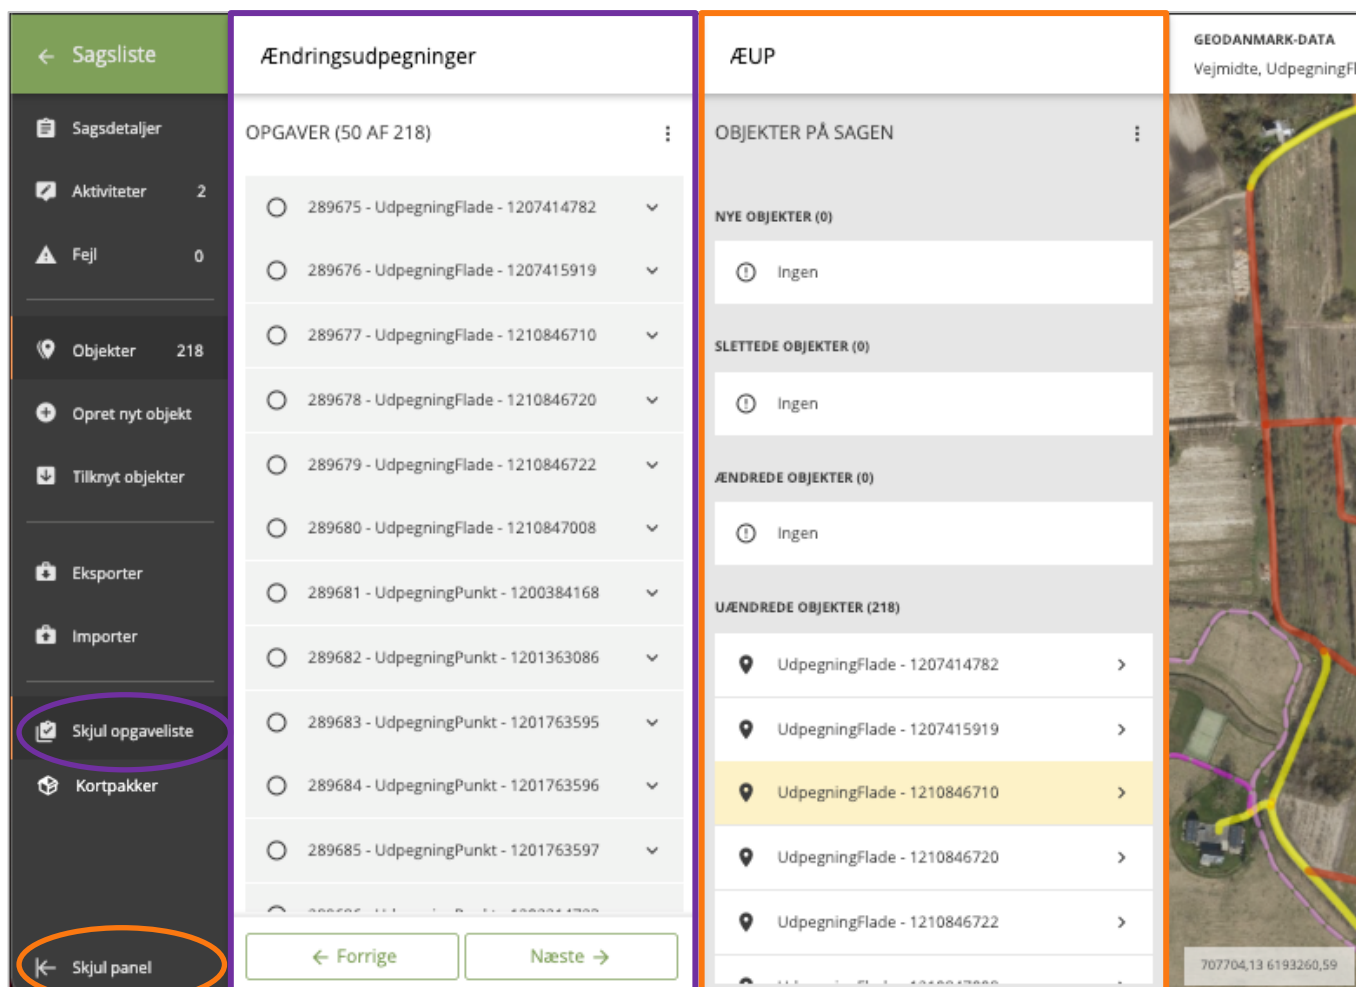 Sagsliste
Sagsdetaljer
Aktiviteter 2
Fejl 0
Objekter 218
Opret nyt objekt
Tilknyt objekter
Eksporter
Importer
Skjul opgaveliste
Kortpakker
Skjul panel
Ændringsudpegninger
OPGAVER (50 AF 218)
289675 - UdpegningFlade - 1207414782
289676 - UdpegningFlade - 1207415919
289677 - UdpegningFlade - 1210846710
289678 - UdpegningFlade - 1210846720
289679 - UdpegningFlade - 1210846722
289680 - UdpegningFlade - 1210847008
289681 - UdpegningPunkt - 1200384168
289682 - UdpegningPunkt - 1201363086
289683 - UdpegningPunkt - 1201763595
289684 - UdpegningPunkt - 1201763596
289685 - UdpegningPunkt - 1201763597
Forrige
Næste
ÆUP
OBJEKTER PÅ SAGEN
NYE OBJEKTER (0)
Ingen
SLETTEDE OBJEKTER (0)
Ingen
ÆNDREDE OBJEKTER (0)
Ingen
UÆNDREDE OBJEKTER (218)
UdpegningFlade - 1207414782
UdpegningFlade - 1207415919
UdpegningFlade - 1210846710
UdpegningFlade - 1210846720
UdpegningFlade - 1210846722
GEODANMARK-DATA
Vejmidte, UdpegningFl
707704,13 6193260,59